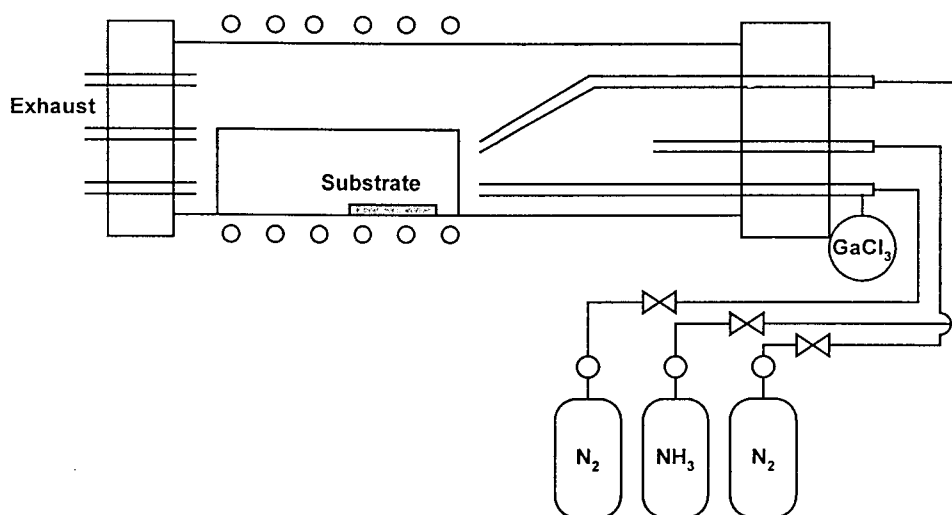 Exhaust
Substrate
GaCl₃
N₂
NH₃
N₂